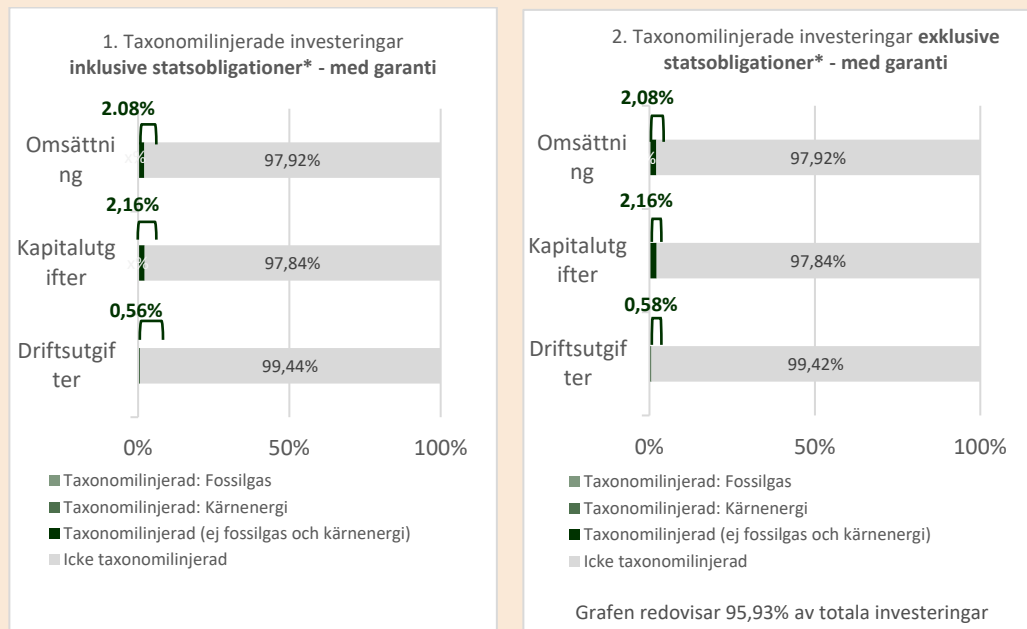 1. Taxonomilinjerade investeringar
inklusive statsobligationer* - med garanti
2.08%
Omsättni
ng
97,92%
2,16%
Kapitalutg
ifter
97,84%
0,56%
Driftsutgif
ter
99,44%
0%
50%
100%
Taxonomilinjerad: Fossilgas
Taxonomilinjerad: Kärnenergi
Taxonomilinjerad (ej fossilgas och kärnenergi)
Icke taxonomilinjerad
2. Taxonomilinjerade investeringar exklusive
statsobligationer* - med garanti
2,08%
Omsättni
ng
%
97,92%
2,16%
Kapitalutg
ifter
97,84%
0,58%
Driftsutgif
ter
99,42%
0%
50%
100%
Taxonomilinjerad: Fossilgas
Taxonomilinjerad: Kärnenergi
Taxonomilinjerad (ej fossilgas och kärnenergi)
Icke taxonomilinjerad
Grafen redovisar 95,93% av totala investeringar